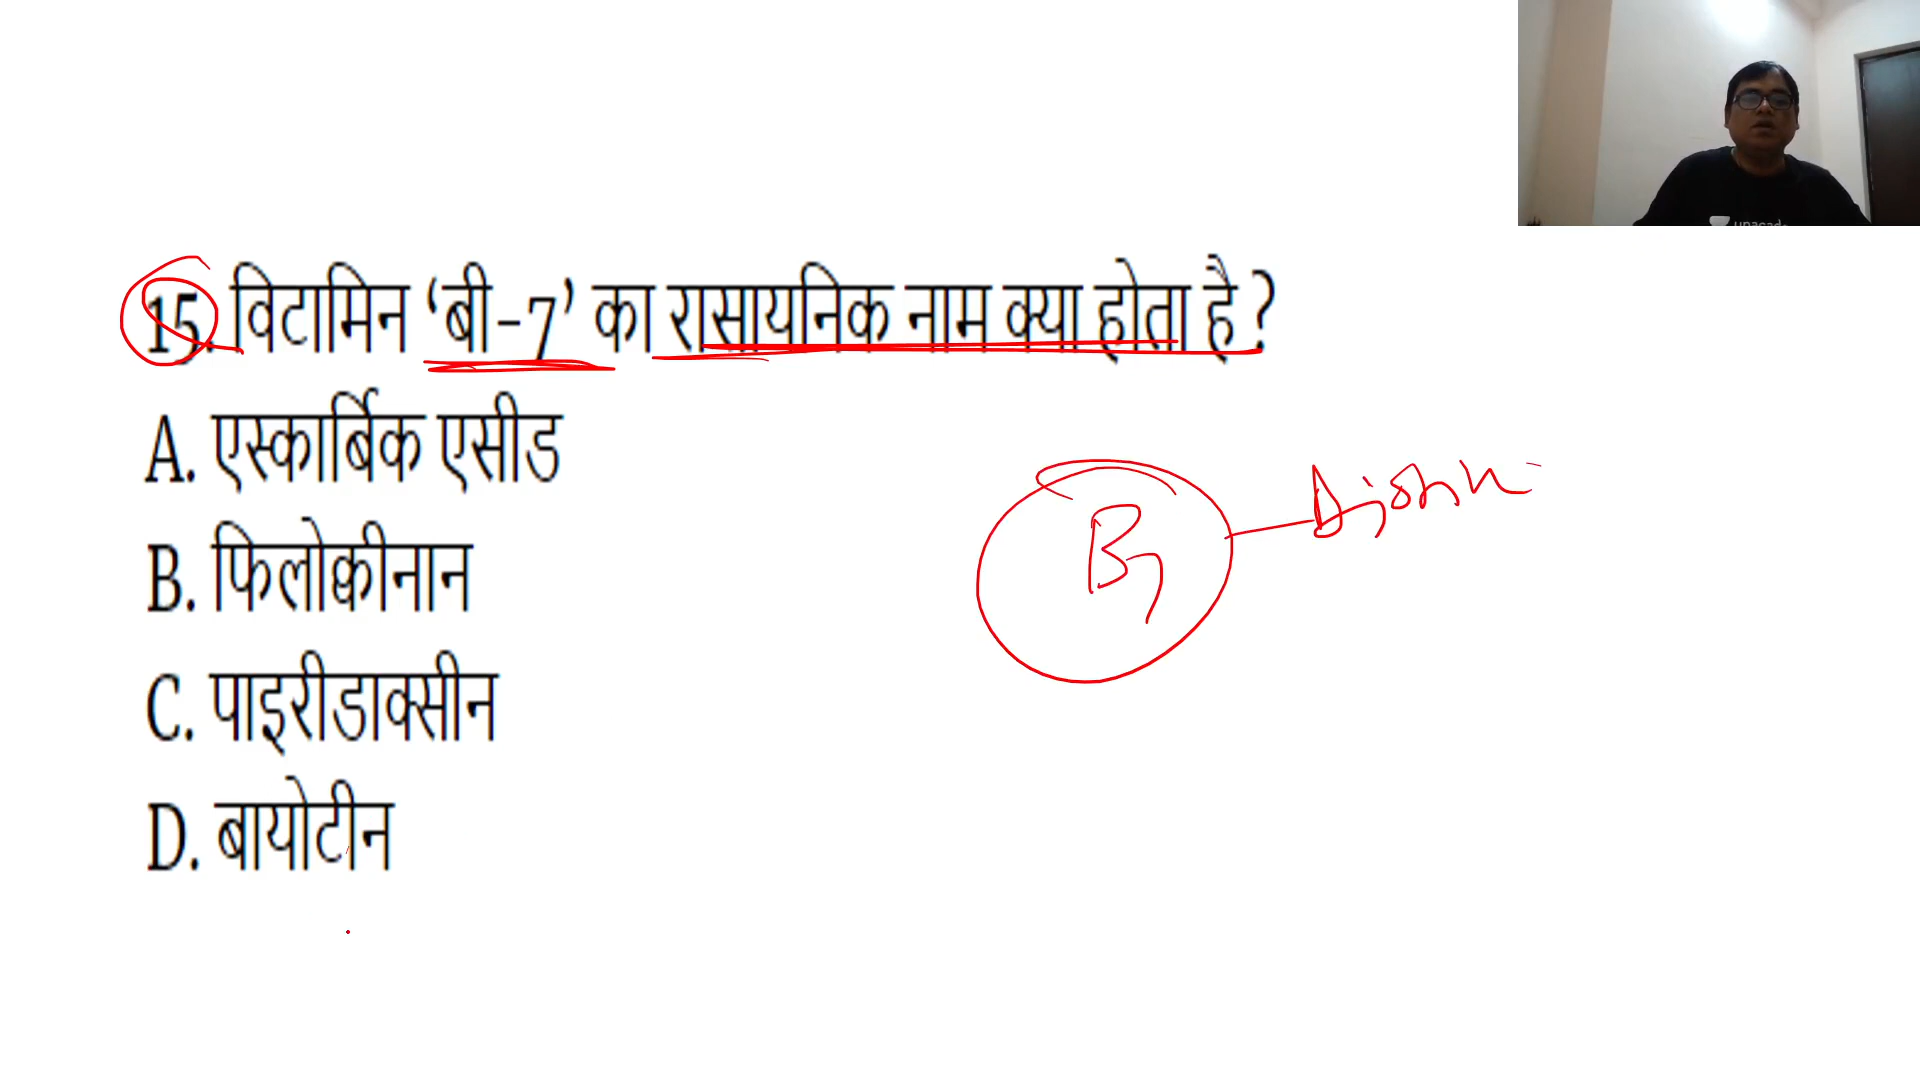 15. विटामिन ‘बी-7’ का रासायनिक नाम क्या होता है ?
A. एस्कार्बिक एसीड
B. फिलोक्वीनान
C. पाइरीडाक्सीन
D. बायोटीन
B7